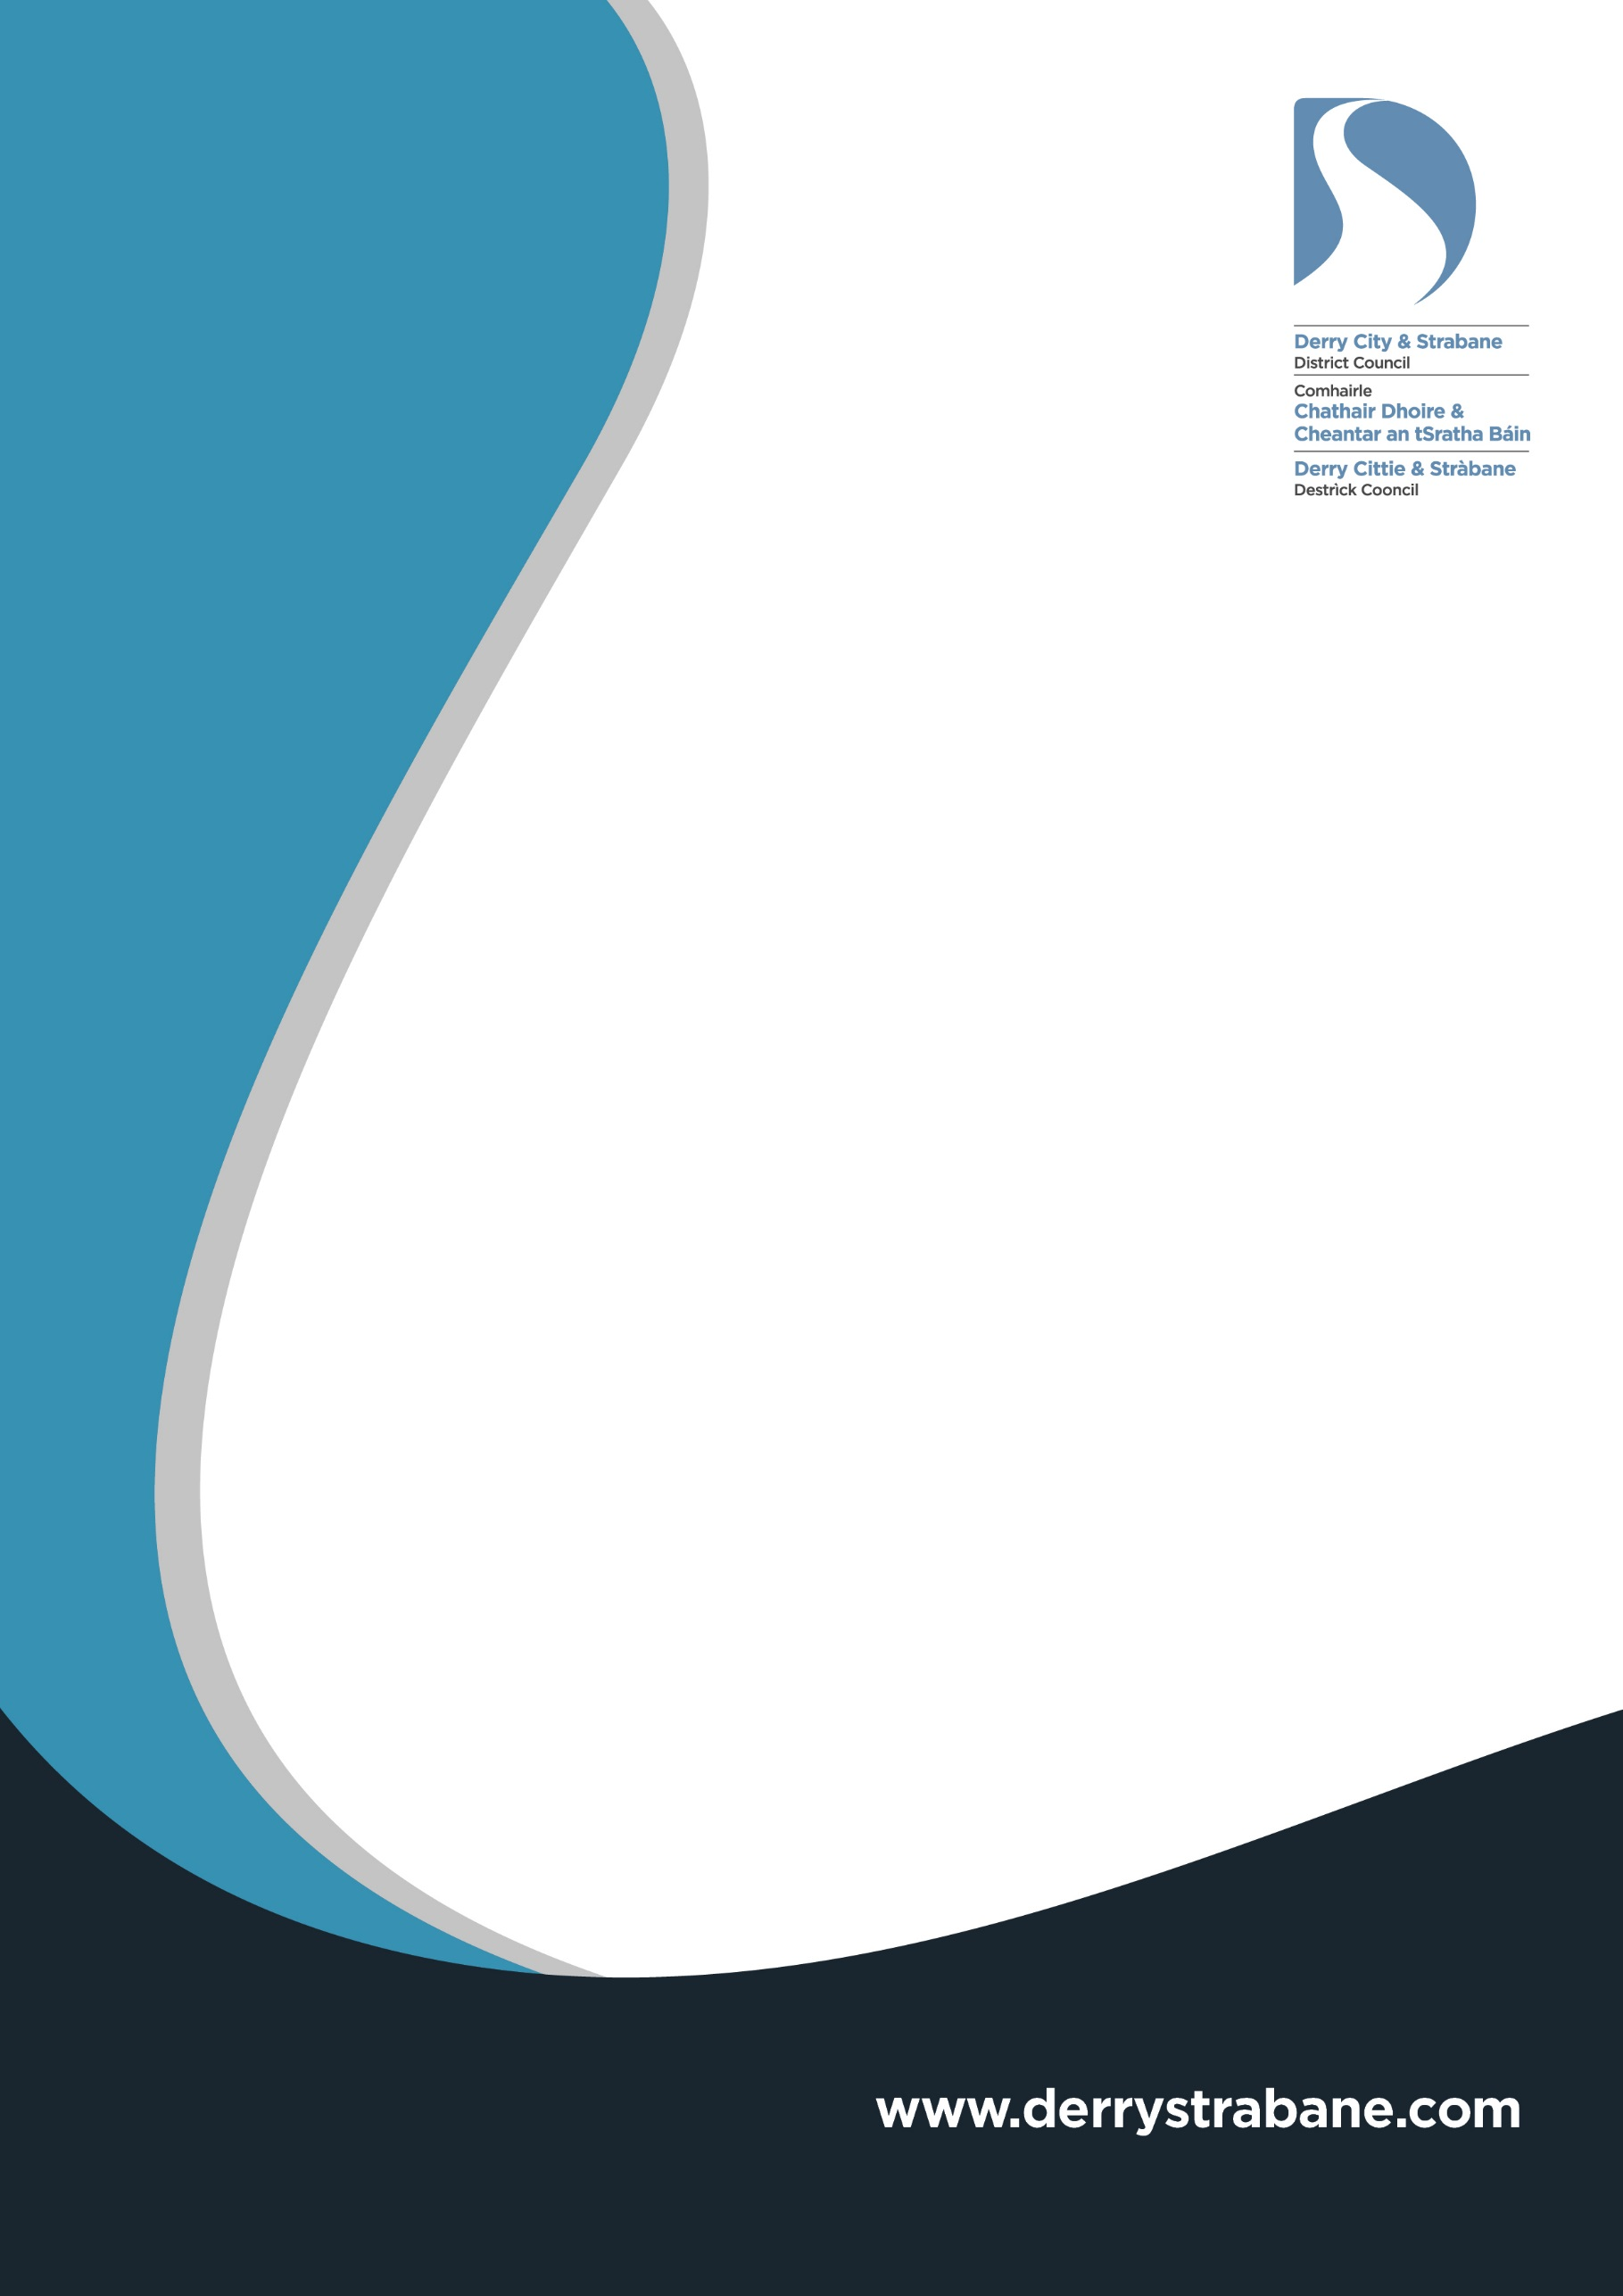 Derry City & Strabane
District Council
Comhairle
Chathair Dhoire &
Cheantar an tSratha Báin
Derry Cittie & Stràbane
Destrìck Cooncil
www.derrystrabane.com